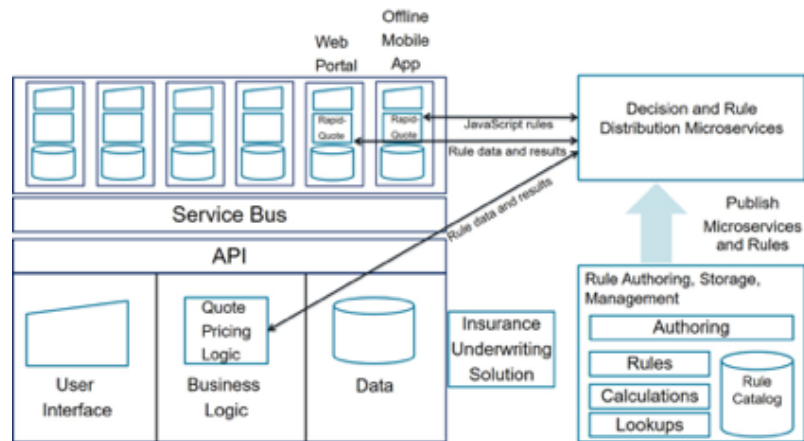 Offline
Mobile
App
Web
Portal
Rapid-
Quote
Rapid-
Quote
JavaScript rules
Rule data and results
Rule data and results
Decision and Rule
Distribution Microservices
Service Bus
API
Publish
Microservices
and Rules
Quote
Pricing
Logic
User
Interface
Business
Logic
Data
Insurance
Underwriting
Solution
Rule Authoring, Storage,
Management
Authoring
Rules
Calculations
Lookups
Rule
Catalog